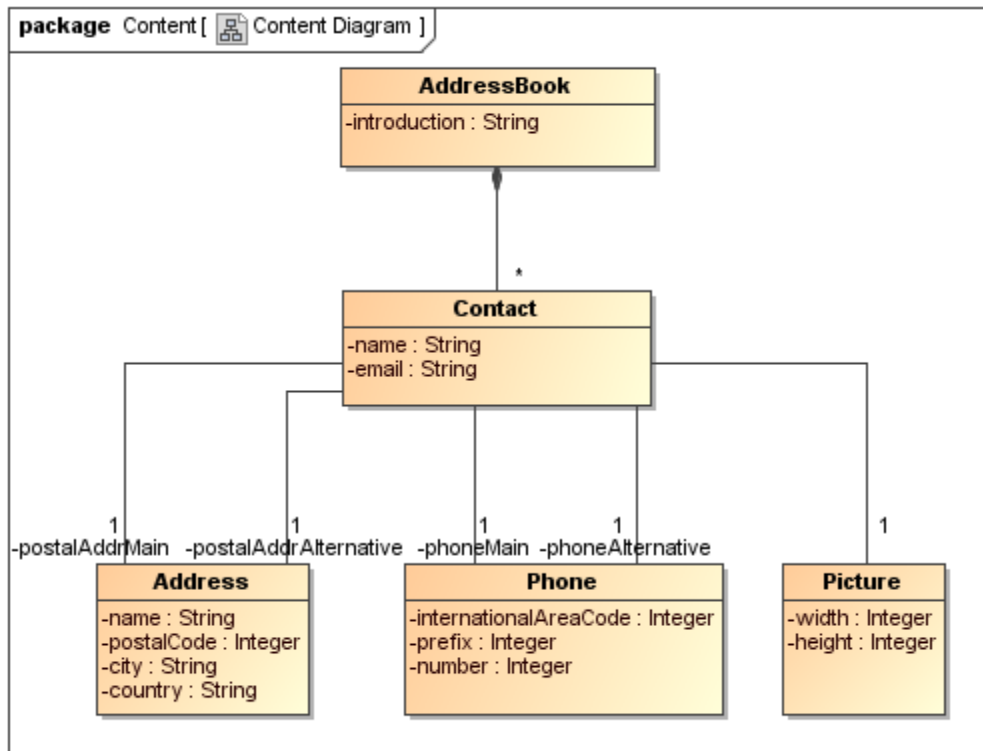 package Content [ Content Diagram ]
AddressBook
-introduction : String
*
Contact
-name : String
-email : String
1 1 1 1 1
-postalAddrMain -postalAddrAlternative -phoneMain -phoneAlternative
Address
-name : String
-postalCode : Integer
-city : String
-country : String
Phone
-internationalAreaCode : Integer
-prefix : Integer
-number : Integer
Picture
-width : Integer
-height : Integer